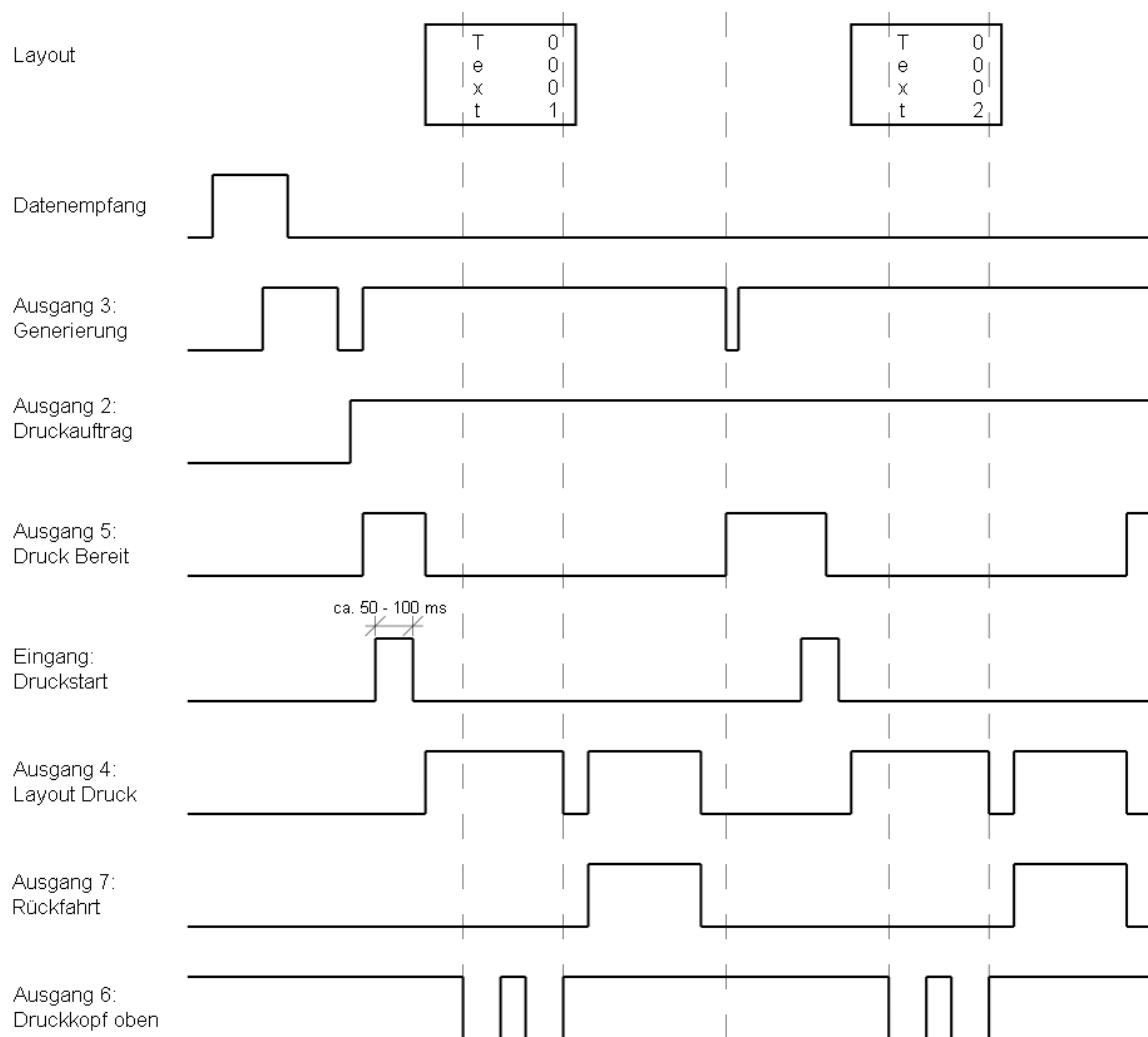 Layout
T 0
e 0
x 0
t 1
T 0
e 0
x 0
t 2
Datenempfang
Ausgang 3:
Generierung
Ausgang 2:
Druckauftrag
Ausgang 5:
Druck Bereit
ca. 50 - 100 ms
Eingang:
Druckstart
Ausgang 4:
Layout Druck
Ausgang 7:
Rückfahrt
Ausgang 6:
Druckkopf oben